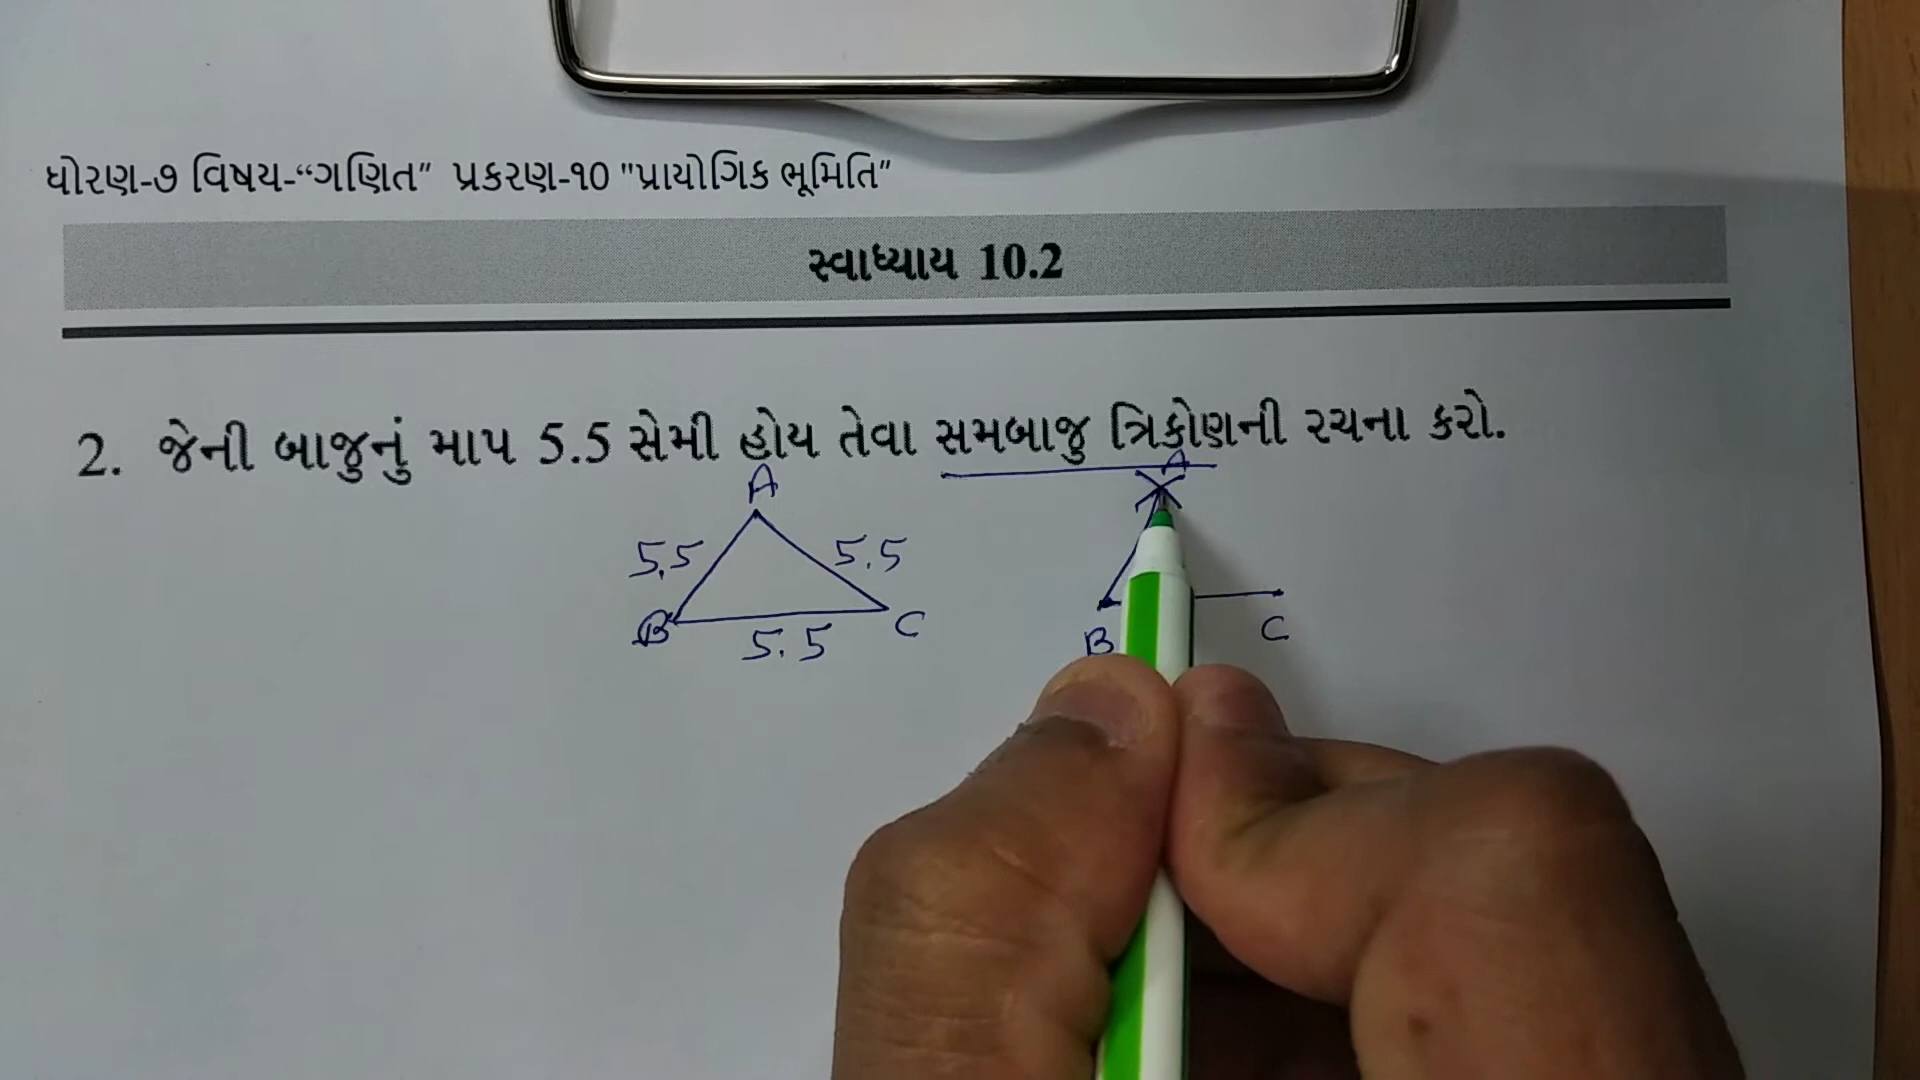 ધોરણ-૭ વિષય-“ગણિત” પ્રકરણ-૧૦ "પ્રાયોગિક ભૂમિતિ"
સ્વાધ્યાય 10.2
2. જેની બાજુનું માપ 5.5 સેમી હોય તેવા સમબાજુ ત્રિકોણની રચના કરો.
A A
5.5 5.5
B 5.5 C B C